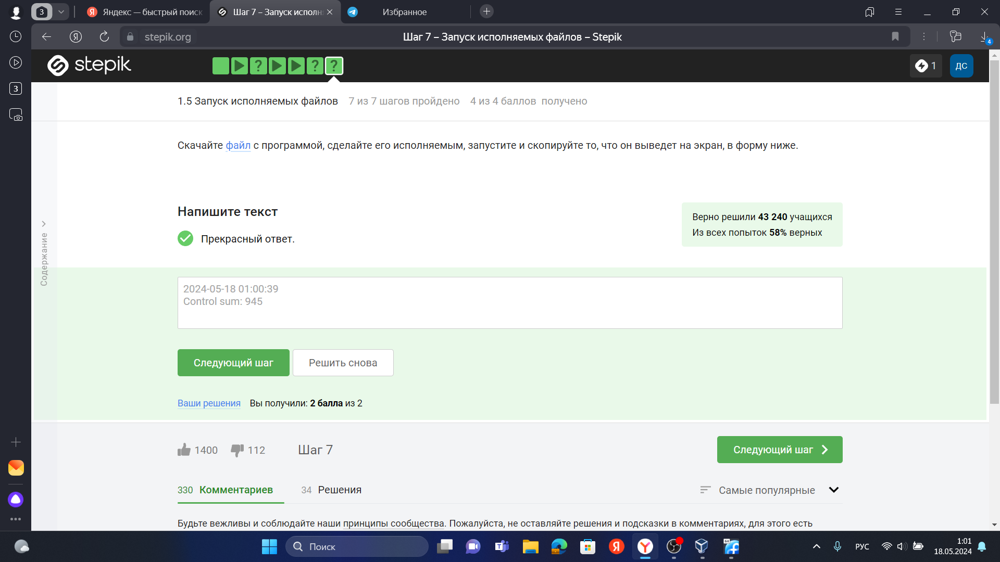 3
Яндекс — быстрый поиск
Шаг 7 – Запуск исполн
Избранное
stepik.org
Шаг 7 – Запуск исполняемых файлов – Stepik
4
3
stepik
? ? ?
1
ДС
1.5 Запуск исполняемых файлов 7 из 7 шагов пройдено 4 из 4 баллов получено
Содержание
Скачайте файл с программой, сделайте его исполняемым, запустите и скопируйте то, что он выведет на экран, в форму ниже.
Напишите текст
Прекрасный ответ.
Верно решили 43 240 учащихся
Из всех попыток 58% верных
2024-05-18 01:00:39
Control sum: 945
Следующий шаг
Решить снова
Ваши решения Вы получили: 2 балла из 2
1400 112 Шаг 7
Следующий шаг
330 Комментариев 34 Решения
Самые популярные
Будьте вежливы и соблюдайте наши принципы сообщества. Пожалуйста, не оставляйте решения и подсказки в комментариях, для этого есть
Поиск
РУС
1:01
18.05.2024